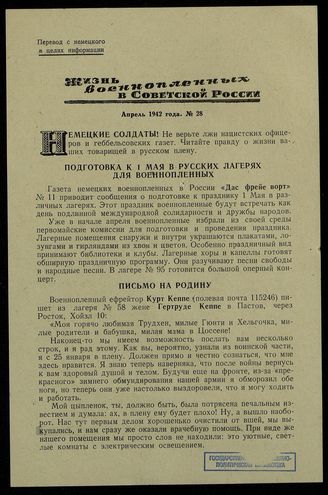 Перевод с немецкого
в целях информации
ЖИЗНЬ
военнопленных
в Советской России
Апрель 1942 года. № 28
НЕМЕЦКИЕ СОЛДАТЫ! Не верьте лжи нацистских офице-
ров и геббельсовских газет. Читайте правду о жизни ва-
ших товарищей в русском плену.
ПОДГОТОВКА К 1 МАЯ В РУССКИХ ЛАГЕРЯХ
ДЛЯ ВОЕННОПЛЕННЫХ
Газета немецких военнопленных в России «Дас фрейе ворт»
№ 11 приводит сообщения о подготовке к празднику 1 Мая в раз-
личных лагерях. Этот праздник военнопленные будут встречать как
день подлинной международной солидарности и дружбы народов.
Уже в начале апреля военнопленные избрали из своей среды
первомайские комиссии для подготовки и проведения праздника.
Лагерные помещения снаружи и внутри украшаются плакатами, ло-
зунгами и гирляндами из хвои и цветов. Особенно праздничный вид
принимают библиотеки и клубы. Лагерные хоры и капеллы готовят
обширную праздничную программу. Они разучивают песни свободы
и народные песни. В лагере № 95 готовится большой оперный кон-
церт.
ПИСЬМО НА РОДИНУ
Военнопленный ефрейтор Курт Кеппе (полевая почта 115246) пи-
шет из лагеря № 58 жене Гертруде Кеппе в Пастов, через
Росток, Хойзл 10:
«Моя горячо любимая Трудхен, милые Гюнти и Хельгочка, ми-
лые родители и бабушка, милая мама в Цоссене!
Наконец-то мы имеем возможность послать вам несколько
строк, и я рад этому. Как вы, вероятно, узнали из воинской части,
я с 25 января в плену. Должен прямо и честно сознаться, что мне
здесь нравится. Я знаю теперь наверняка, что после войны вернусь
к вам здоровый душой и телом. Будучи еще на фронте, из-за «пре-
красного» зимнего обмундирования нашей армии я обморозил обе
ноги, но теперь они уже настолько выздоровели, что я могу ходить
и работать.
Мой цыпленок, ты, должно быть, была потрясена печальным из-
вестием и думала: ах, в плену ему будет плохо! Ну, а вышло наобо-
рот. Нас тут первым делом хорошенько очистили от вшей, мы вы-
купались, и нам сразу же оказали врачебную помощь. При виде же
нашего помещения мы просто слов не находили: это уютные, свет-
лые комнаты с электрическим освещением.